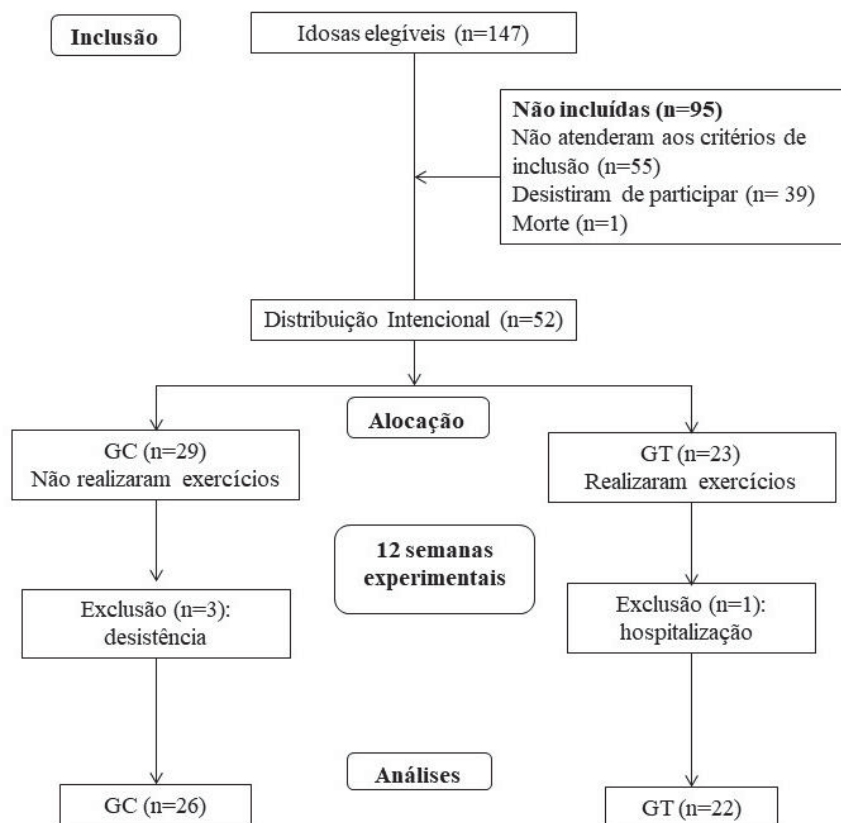 Inclusão
Idosas elegíveis (n=147)
Não incluídas (n=95)
Não atenderam aos critérios de
inclusão (n=55)
Desistiram de participar (n= 39)
Morte (n=1)
Distribuição Intencional (n=52)
Alocação
GC (n=29)
Não realizaram exercícios
GT (n=23)
Realizaram exercícios
12 semanas
experimentais
Exclusão (n=3):
desistência
Exclusão (n=1):
hospitalização
Análises
GC (n=26)
GT (n=22)